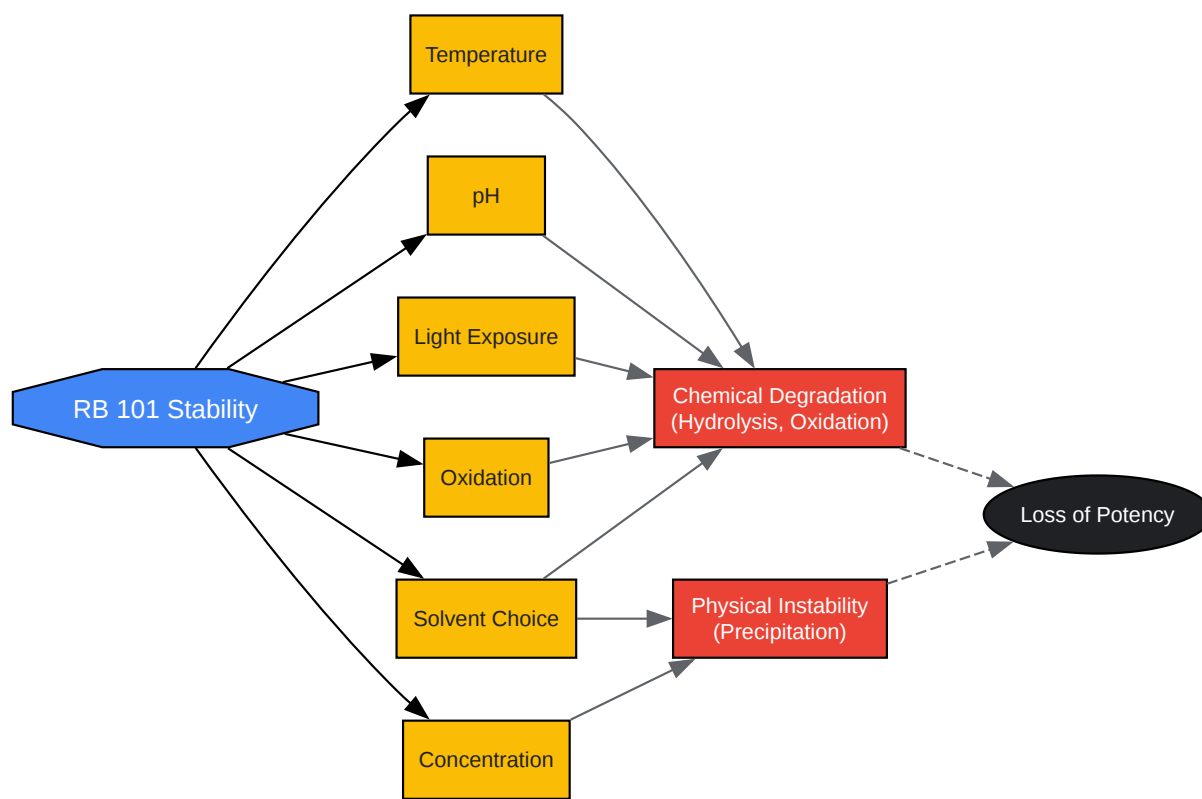 Temperature
pH
Light Exposure
RB 101 Stability
Chemical Degradation
(Hydrolysis, Oxidation)
Oxidation
Loss of Potency
Solvent Choice
Physical Instability
(Precipitation)
Concentration